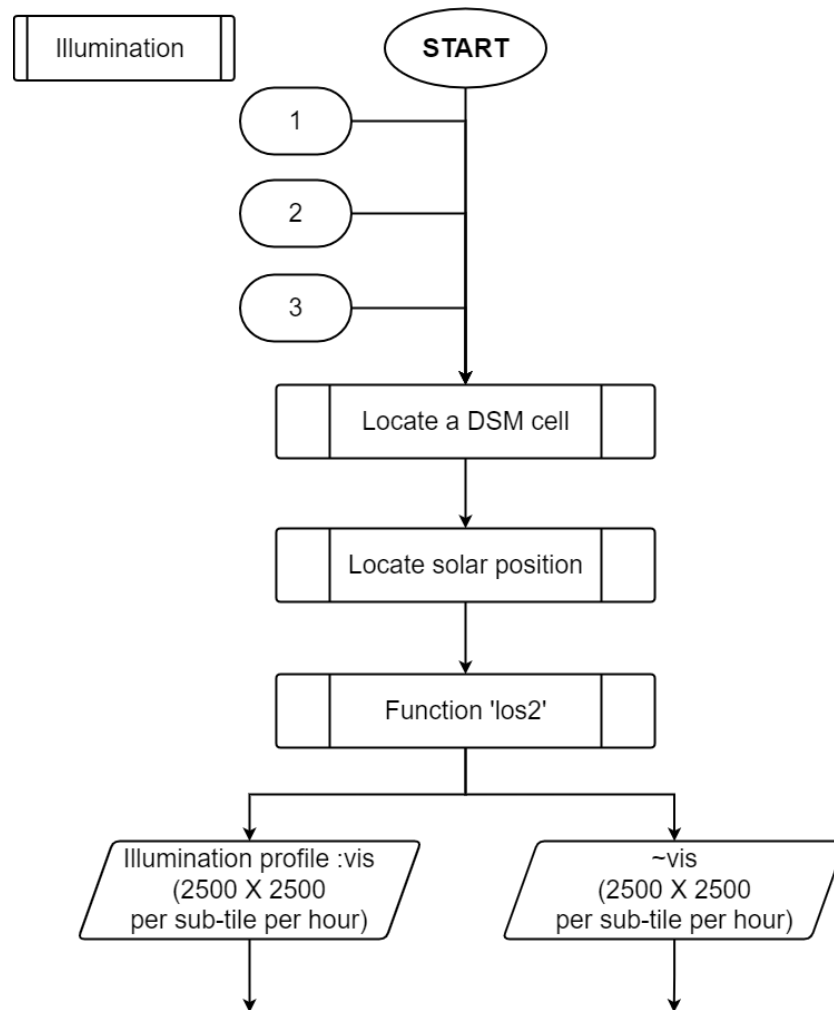 Illumination
START
1
2
3
Locate a DSM cell
Locate solar position
Function 'los2'
Illumination profile :vis
(2500 X 2500
per sub-tile per hour)
~vis
(2500 X 2500
per sub-tile per hour)